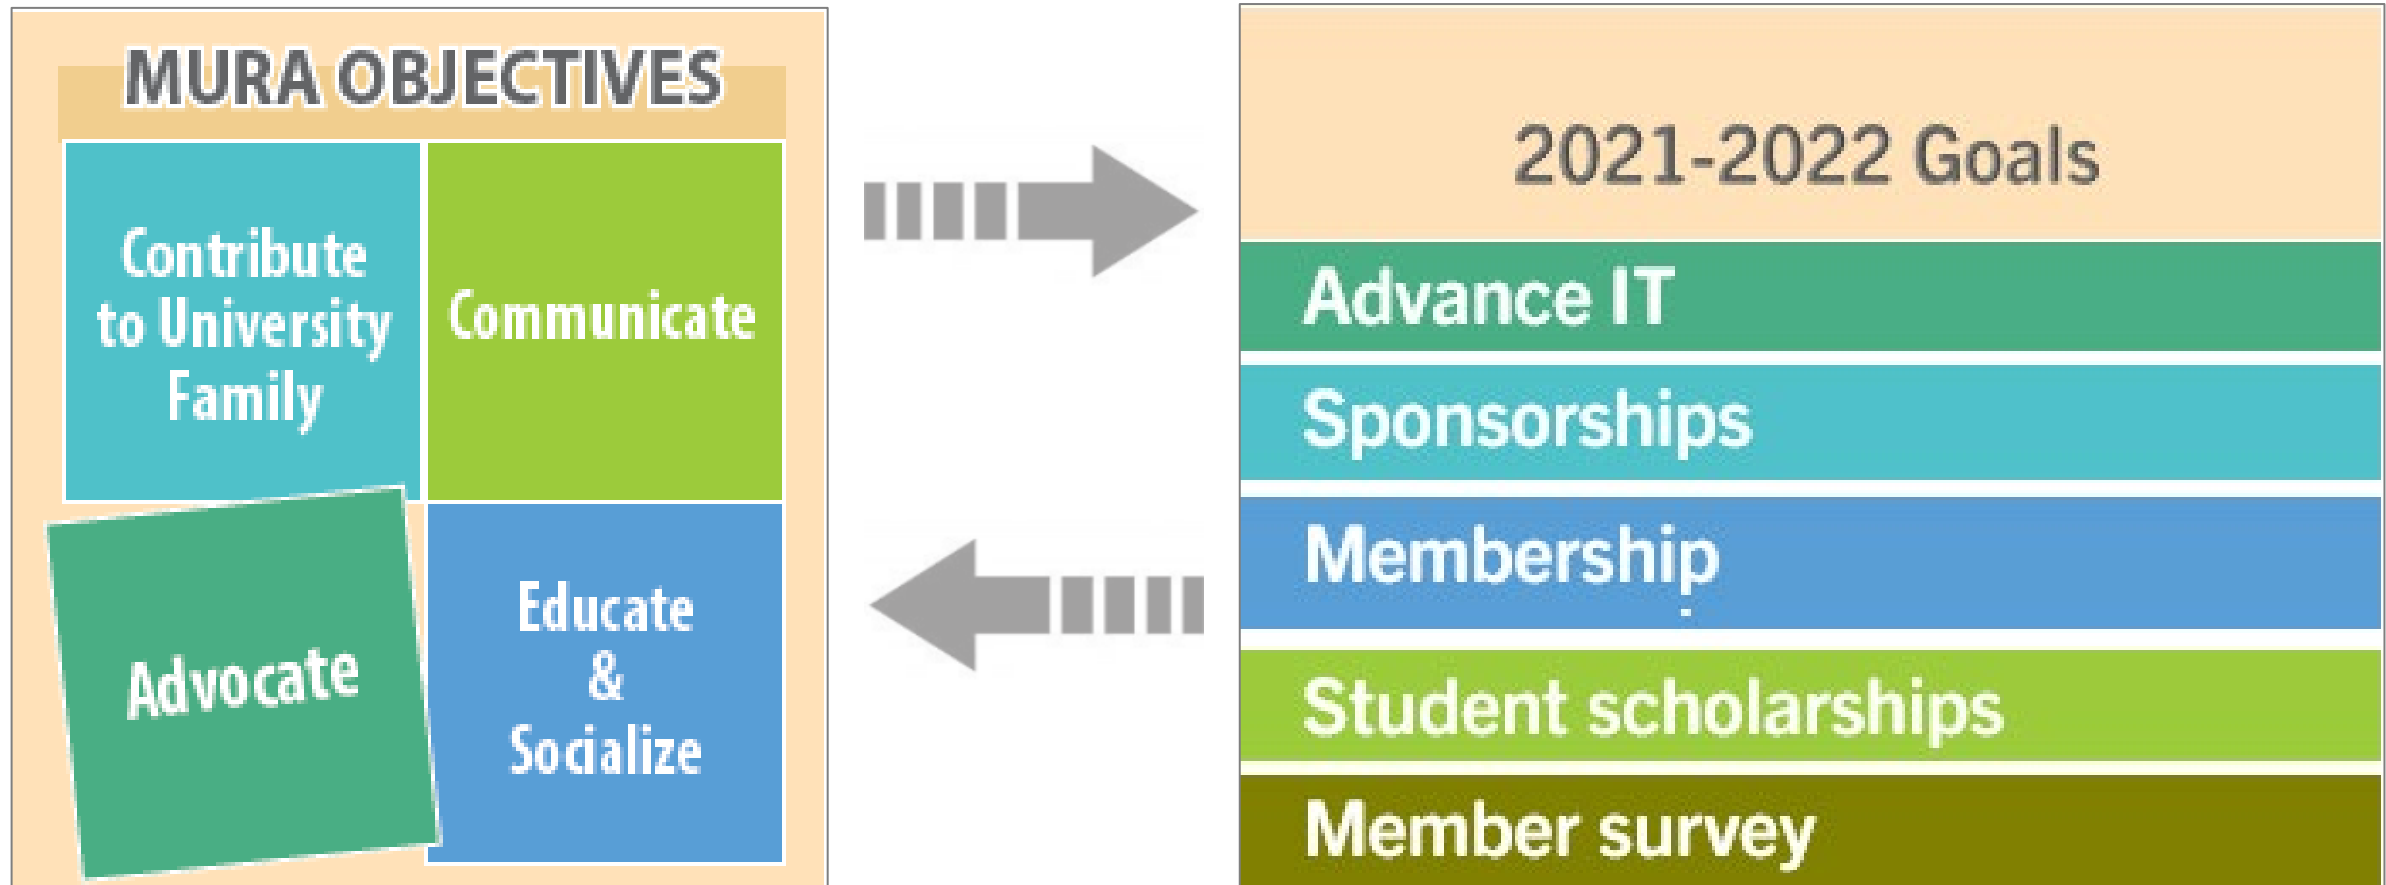 MURA OBJECTIVES
Contribute
to University
Family
Communicate
Advocate
Educate
&
Socialize
2021-2022 Goals
Advance IT
Sponsorships
Membership
Student scholarships
Member survey